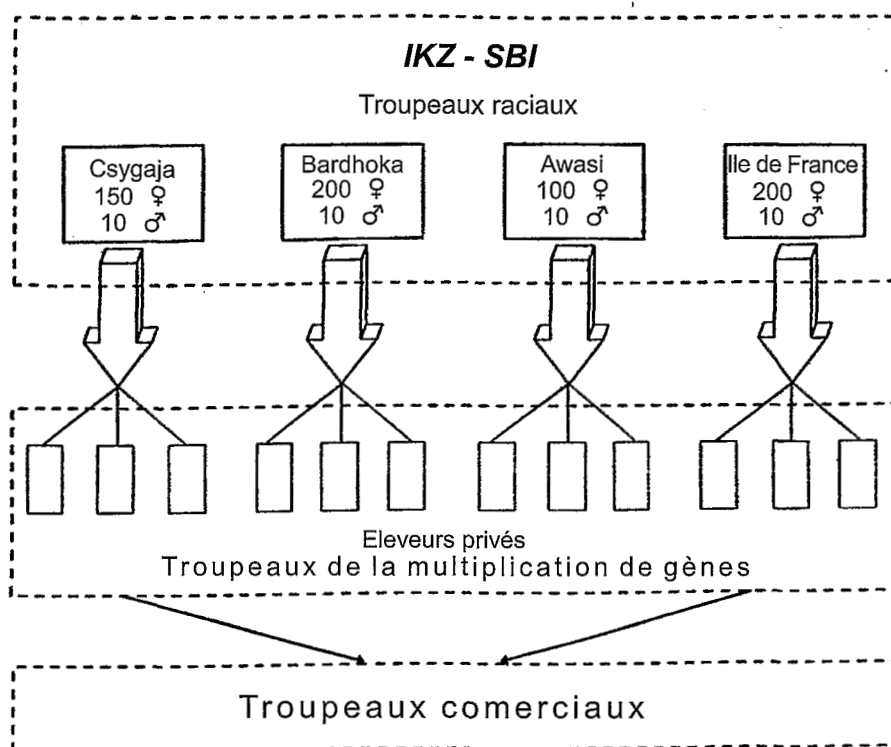 IKZ - SBI
Troupeaux raciaux
Csygaja
150 ♀
10 ♂
Bardhoka
200 ♀
10 ♂
Awasi
100 ♀
10 ♂
Ile de France
200 ♀
10 ♂
Eleveurs privés
Troupeaux de la multiplication de gènes
Troupeaux comerciaux